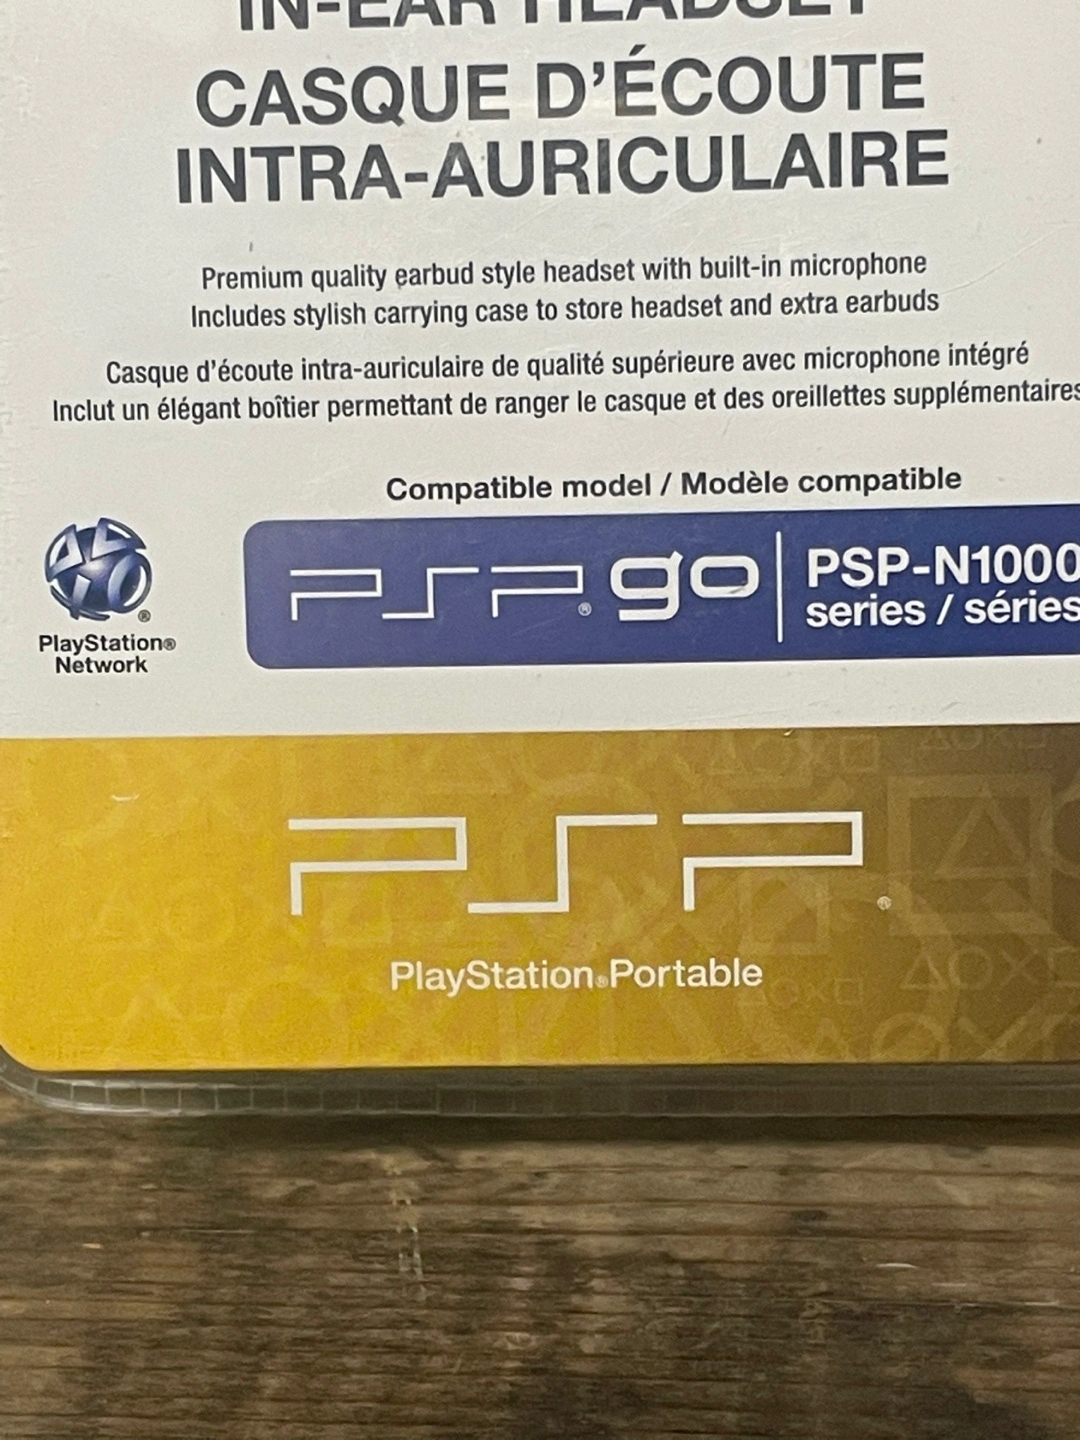 IN-EAR HEADSET
CASQUE D'ÉCOUTE
INTRA-AURICULAIRE
Premium quality earbud style headset with built-in microphone
Includes stylish carrying case to store headset and extra earbuds
Casque d'écoute intra-auriculaire de qualité supérieure avec microphone intégré
Inclut un élégant boîtier permettant de ranger le casque et des oreillettes supplémentaires
Compatible model / Modèle compatible
PSP® go PSP-N1000
series / séries
PlayStation®
Network
PSP®
PlayStation®Portable